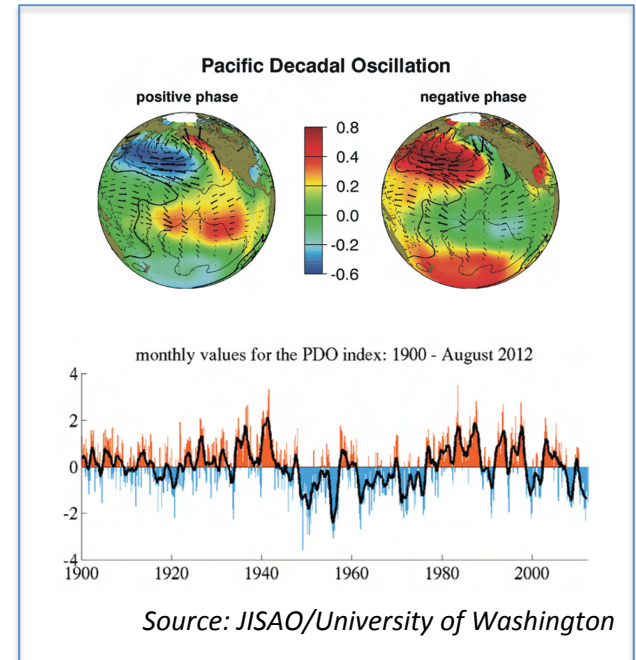 Pacific Decadal Oscillation
positive phase
negative phase
0.8
0.4
0.2
0.0
-0.2
-0.6
monthly values for the PDO index: 1900 - August 2012
4
2
0
-2
-4
1900 1920 1940 1960 1980 2000
Source: JISAO/University of Washington